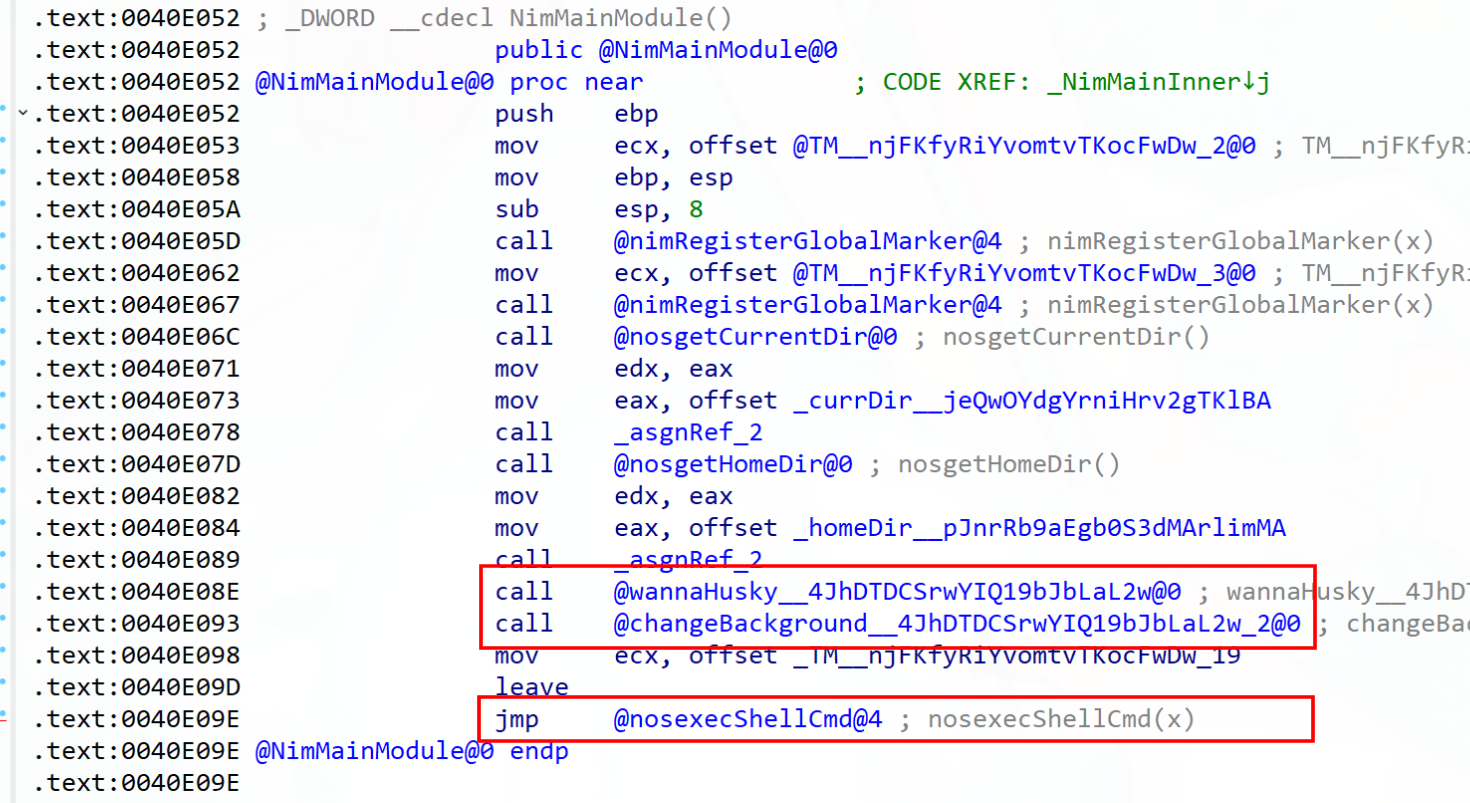 .text:0040E052 ; _DWORD __cdecl NimMainModule()
.text:0040E052 public @NimMainModule@0
.text:0040E052 @NimMainModule@0 proc near ; CODE XREF: _NimMainInner↓j
.text:0040E052 push ebp
.text:0040E053 mov ecx, offset @TM__njFKfyRiYvomtvTKocFwDw_2@0 ; TM__njFKfyRi
.text:0040E058 mov ebp, esp
.text:0040E05A sub esp, 8
.text:0040E05D call @nimRegisterGlobalMarker@4 ; nimRegisterGlobalMarker(x)
.text:0040E062 mov ecx, offset @TM__njFKfyRiYvomtvTKocFwDw_3@0 ; TM__njFKfyRi
.text:0040E067 call @nimRegisterGlobalMarker@4 ; nimRegisterGlobalMarker(x)
.text:0040E06C call @nosgetCurrentDir@0 ; nosgetCurrentDir()
.text:0040E071 mov edx, eax
.text:0040E073 mov eax, offset _currDir__jeQwOYdgYrniHrv2gTKlBA
.text:0040E078 call _asgnRef_2
.text:0040E07D call @nosgetHomeDir@0 ; nosgetHomeDir()
.text:0040E082 mov edx, eax
.text:0040E084 mov eax, offset _homeDir__pJnrRb9aEgb0S3dMArlimMA
.text:0040E089 call _asgnRef_2
.text:0040E08E call @wannaHusky__4JhDTDCSrwYIQ19bJbLaL2w@0 ; wannaHusky__4JhDT
.text:0040E093 call @changeBackground__4JhDTDCSrwYIQ19bJbLaL2w_2@0 ; changeBac
.text:0040E098 mov ecx, offset _TM__njFKfyRiYvomtvTKocFwDw_19
.text:0040E09D leave
.text:0040E09E jmp @nosexecShellCmd@4 ; nosexecShellCmd(x)
.text:0040E09E @NimMainModule@0 endp
.text:0040E09E